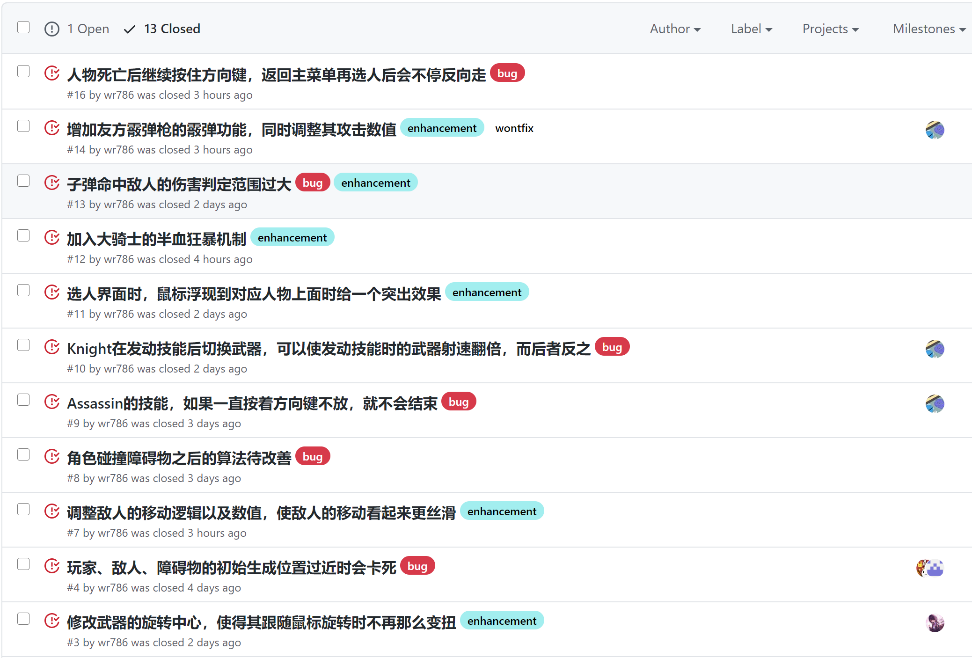 1 Open 13 Closed Author Label Projects Milestones
人物死亡后继续按住方向键，返回主菜单再选人后会不停反向走 bug
#16 by wr786 was closed 3 hours ago
增加友方霰弹枪的霰弹功能，同时调整其攻击数值 enhancement wontfix
#14 by wr786 was closed 3 hours ago
子弹命中敌人的伤害判定范围过大 bug enhancement
#13 by wr786 was closed 2 days ago
加入大骑士的半血狂暴机制 enhancement
#12 by wr786 was closed 4 hours ago
选人界面时，鼠标浮现到对应人物上面时给一个突出效果 enhancement
#11 by wr786 was closed 2 days ago
Knight在发动技能后切换武器，可以使发动技能时的武器射速翻倍，而后者反之 bug
#10 by wr786 was closed 2 days ago
Assassin的技能，如果一直按着方向键不放，就不会结束 bug
#9 by wr786 was closed 3 days ago
角色碰撞障碍物之后的算法待改善 bug
#8 by wr786 was closed 3 days ago
调整敌人的移动逻辑以及数值，使敌人的移动看起来更丝滑 enhancement
#7 by wr786 was closed 3 hours ago
玩家、敌人、障碍物的初始生成位置过近时会卡死 bug
#4 by wr786 was closed 4 days ago
修改武器的旋转中心，使得其跟随鼠标旋转时不再那么变扭 enhancement
#3 by wr786 was closed 2 days ago